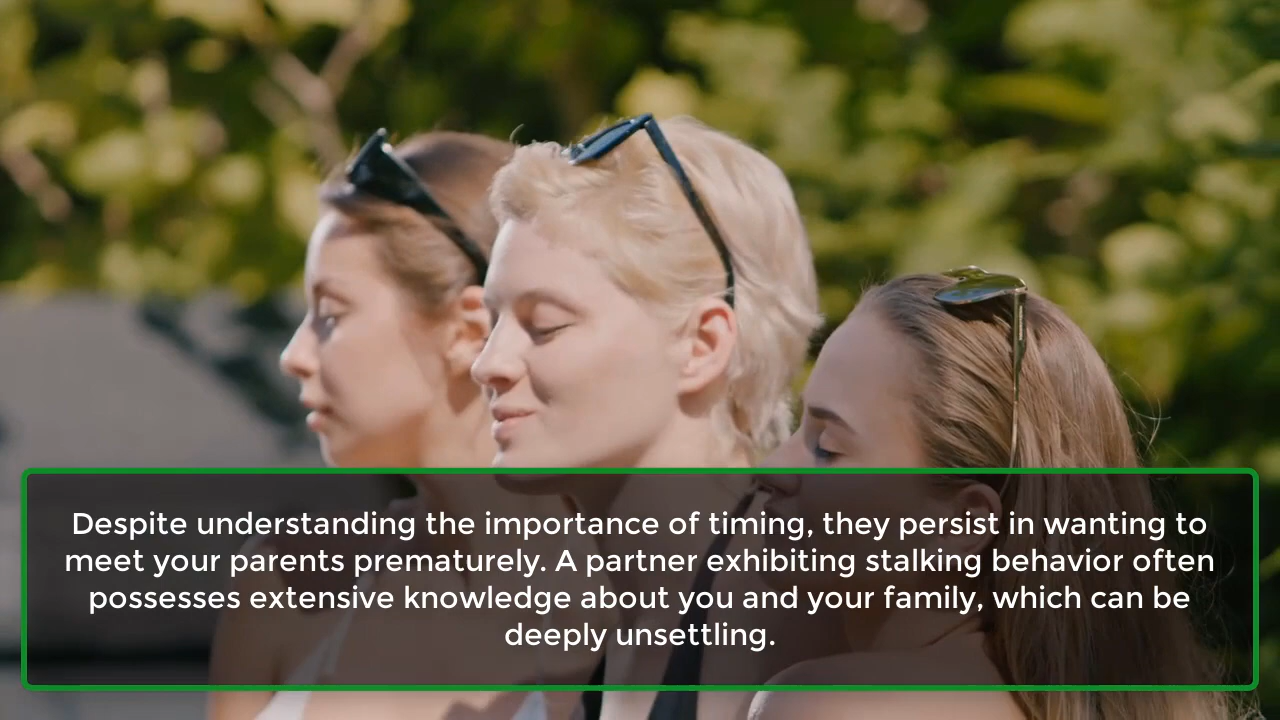 Despite understanding the importance of timing, they persist in wanting to
meet your parents prematurely. A partner exhibiting stalking behavior often
possesses extensive knowledge about you and your family, which can be
deeply unsettling.